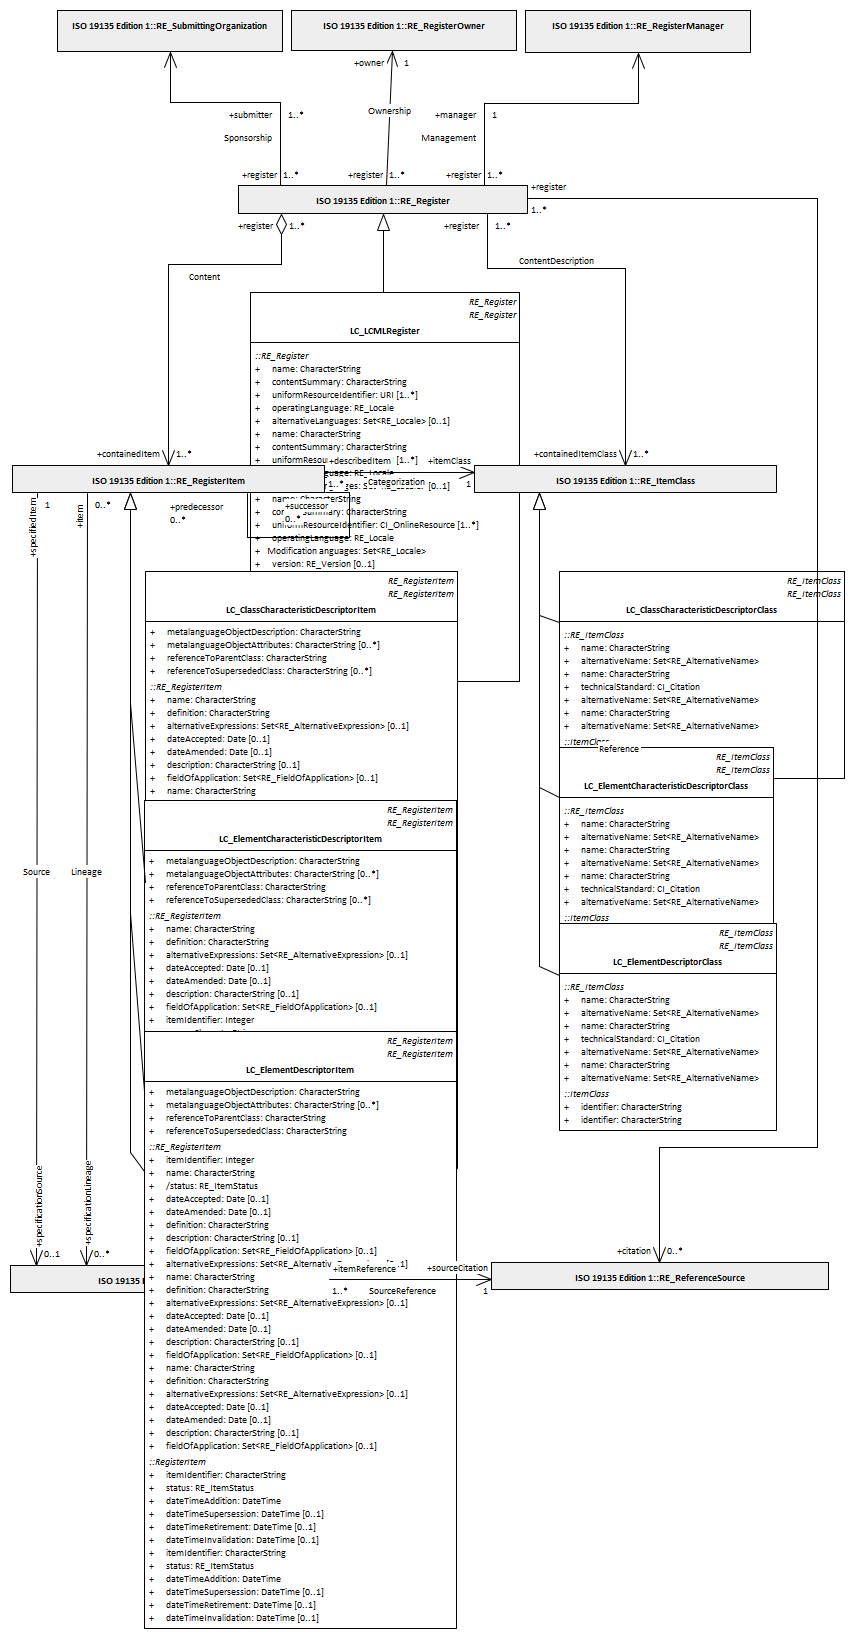 ISO 19135 Edition 1::RE_SubmittingOrganization
ISO 19135 Edition 1::RE_RegisterOwner
ISO 19135 Edition 1::RE_RegisterManager
+owner 1
+submitter 1..*
Ownership
+manager 1
Sponsorship
Management
+register 1..*
+register 1..*
+register 1..*
+register
1..*
ISO 19135 Edition 1::RE_Register
+register 1..*
+register 1..*
ContentDescription
Content
RE_Register
RE_Register
LC_LCMLRegister
::RE_Register
+ name: CharacterString
+ contentSummary: CharacterString
+ uniformResourceIdentifier: URI [1..*]
+ operatingLanguage: RE_Locale
+ alternativeLanguages: Set<RE_Locale> [0..1]
+ name: CharacterString
+ contentSummary: CharacterString
+ uniformResou
[1..*]
+describedItem
+itemClass
1..*
Categorization
1
guage: RE_Locale
ges: Set<RE_Locale> [0..1]
+ name: CharacterString
+ con
Summary: CharacterString
+ uniformResourceIdentifier: CI_OnlineResource [1..*]
+ operatingLanguage: RE_Locale
+ Modification anguages: Set<RE_Locale>
+ version: RE_Version [0..1]
+containedItem 1..*
+containedItemClass 1..*
ISO 19135 Edition 1::RE_RegisterItem
ISO 19135 Edition 1::RE_ItemClass
+specifiedItem
1
+item
0..*
+predecessor
0..*
+successor
0..*
RE_RegisterItem
RE_RegisterItem
LC_ClassCharacteristicDescriptorItem
+ metalanguageObjectDescription: CharacterString
+ metalanguageObjectAttributes: CharacterString [0..*]
+ referenceToParentClass: CharacterString
+ referenceToSupersededClass: CharacterString [0..*]
::RE_RegisterItem
+ name: CharacterString
+ definition: CharacterString
+ alternativeExpressions: Set<RE_AlternativeExpression> [0..1]
+ dateAccepted: Date [0..1]
+ dateAmended: Date [0..1]
+ description: CharacterString [0..1]
+ fieldOfApplication: Set<RE_FieldOfApplication> [0..1]
+ name: CharacterString
RE_ItemClass
RE_ItemClass
LC_ClassCharacteristicDescriptorClass
::RE_ItemClass
+ name: CharacterString
+ alternativeName: Set<RE_AlternativeName>
+ name: CharacterString
+ technicalStandard: CI_Citation
+ alternativeName: Set<RE_AlternativeName>
+ name: CharacterString
+ alternativeName: Set<RE_AlternativeName>
::ItemClass
Reference
RE_ItemClass
RE_ItemClass
LC_ElementCharacteristicDescriptorClass
::RE_ItemClass
+ name: CharacterString
+ alternativeName: Set<RE_AlternativeName>
+ name: CharacterString
+ alternativeName: Set<RE_AlternativeName>
+ name: CharacterString
+ technicalStandard: CI_Citation
+ alternativeName: Set<RE_AlternativeName>
::ItemClass
RE_RegisterItem
RE_RegisterItem
LC_ElementCharacteristicDescriptorItem
+ metalanguageObjectDescription: CharacterString
+ metalanguageObjectAttributes: CharacterString [0..*]
+ referenceToParentClass: CharacterString
+ referenceToSupersededClass: CharacterString [0..*]
::RE_RegisterItem
+ name: CharacterString
+ definition: CharacterString
+ alternativeExpressions: Set<RE_AlternativeExpression> [0..1]
+ dateAccepted: Date [0..1]
+ dateAmended: Date [0..1]
+ description: CharacterString [0..1]
+ fieldOfApplication: Set<RE_FieldOfApplication> [0..1]
+ itemIdentifier: Integer
Source
Lineage
RE_ItemClass
RE_ItemClass
LC_ElementDescriptorClass
::RE_ItemClass
+ name: CharacterString
+ alternativeName: Set<RE_AlternativeName>
+ name: CharacterString
+ technicalStandard: CI_Citation
+ alternativeName: Set<RE_AlternativeName>
+ name: CharacterString
+ alternativeName: Set<RE_AlternativeName>
::ItemClass
+ identifier: CharacterString
+ identifier: CharacterString
RE_RegisterItem
RE_RegisterItem
LC_ElementDescriptorItem
+ metalanguageObjectDescription: CharacterString
+ metalanguageObjectAttributes: CharacterString [0..*]
+ referenceToParentClass: CharacterString
+ referenceToSupersededClass: CharacterString
::RE_RegisterItem
+ itemIdentifier: Integer
+ name: CharacterString
+ /status: RE_ItemStatus
+ dateAccepted: Date [0..1]
+ dateAmended: Date [0..1]
+ definition: CharacterString
+ description: CharacterString [0..1]
+ fieldOfApplication: Set<RE_FieldOfApplication> [0..1]
+ alternativeExpressions: Set<RE_Alternativ
..1]
+ name: CharacterString
+ definition: CharacterString
+ alternativeExpressions: Set<RE_AlternativeExpression> [0..1]
+ dateAccepted: Date [0..1]
+ dateAmended: Date [0..1]
+ description: CharacterString [0..1]
+ fieldOfApplication: Set<RE_FieldOfApplication> [0..1]
+ name: CharacterString
+ definition: CharacterString
+ alternativeExpressions: Set<RE_AlternativeExpression> [0..1]
+ dateAccepted: Date [0..1]
+ dateAmended: Date [0..1]
+ description: CharacterString [0..1]
+ fieldOfApplication: Set<RE_FieldOfApplication> [0..1]
::RegisterItem
+ itemIdentifier: CharacterString
+ status: RE_ItemStatus
+ dateTimeAddition: DateTime
+ dateTimeSupersession: DateTime [0..1]
+ dateTimeRetirement: DateTime [0..1]
+ dateTimeInvalidation: DateTime [0..1]
+ itemIdentifier: CharacterString
+ status: RE_ItemStatus
+ dateTimeAddition: DateTime
+ dateTimeSupersession: DateTime [0..1]
+ dateTimeRetirement: DateTime [0..1]
+ dateTimeInvalidation: DateTime [0..1]
+specificationSource
0..1
+specificationLineage
0..*
ISO 19135
+itemReference
+sourceCitation
1..*
SourceReference
1
+citation 0..*
ISO 19135 Edition 1::RE_ReferenceSource